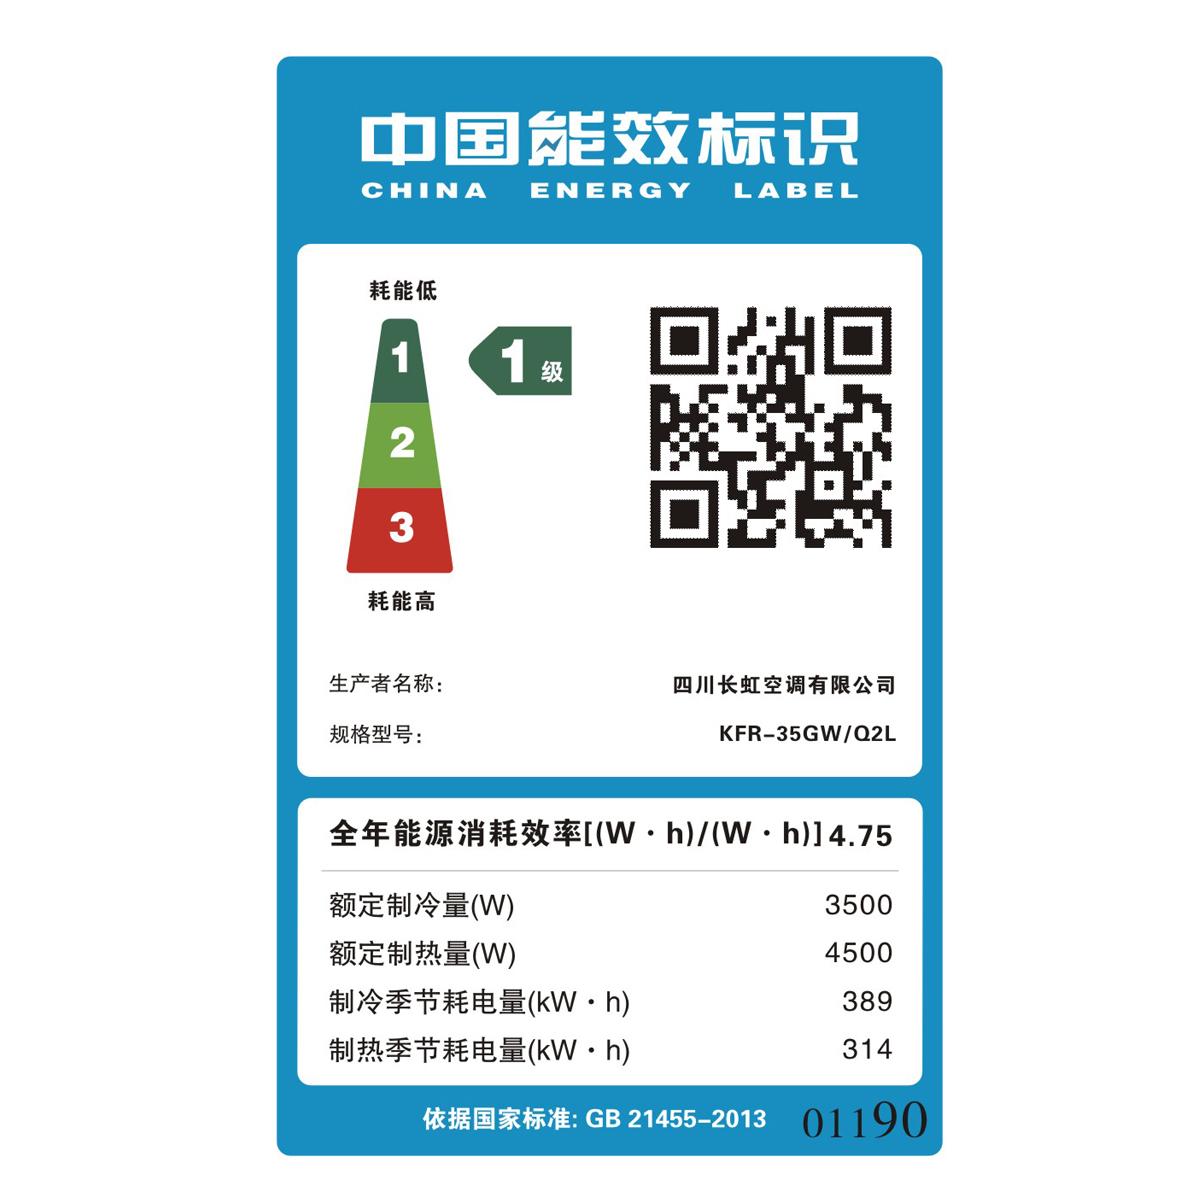 中国能效标识
CHINA ENERGY LABEL
耗能低
1
1级
2
3
耗能高
生产者名称: 四川长虹空调有限公司
规格型号: KFR-35GW/Q2L
全年能源消耗效率[(W·h)/(W·h)] 4.75
额定制冷量(W) 3500
额定制热量(W) 4500
制冷季节耗电量(kW·h) 389
制热季节耗电量(kW·h) 314
依据国家标准: GB 21455-2013 01190